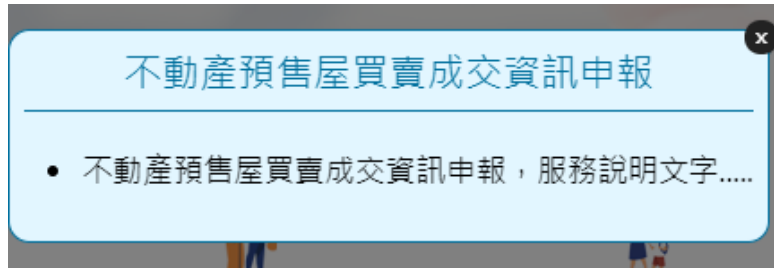 x
不動產預售屋買賣成交資訊申報
• 不動產預售屋買賣成交資訊申報，服務說明文字.....